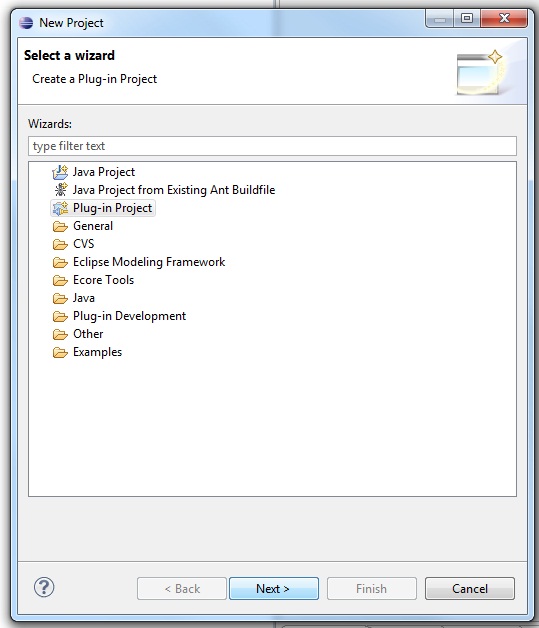 New Project
Select a wizard
Create a Plug-in Project
Wizards:
type filter text
Java Project
Java Project from Existing Ant Buildfile
Plug-in Project
General
CVS
Eclipse Modeling Framework
Ecore Tools
Java
Plug-in Development
Other
Examples
? < Back Next > Finish Cancel